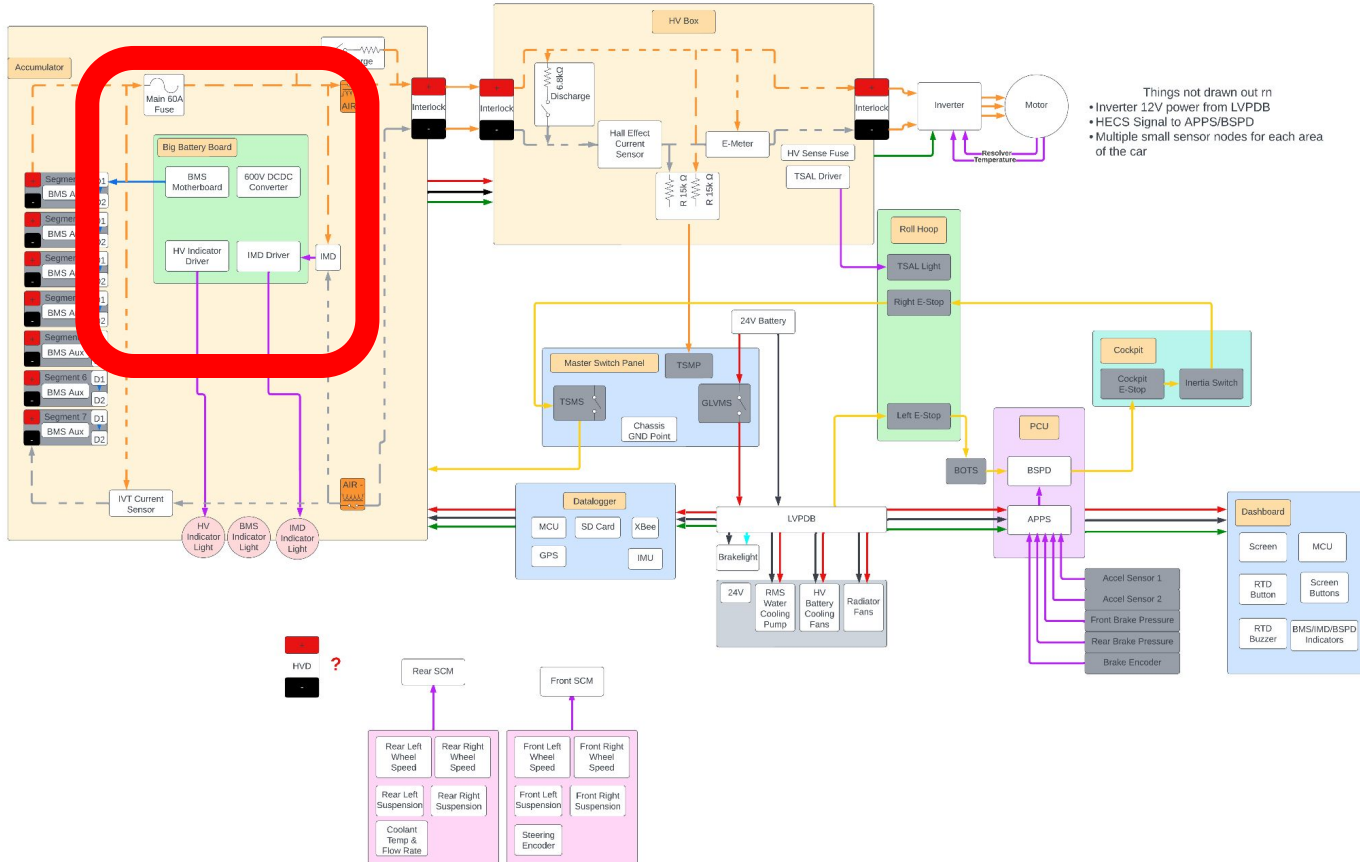 HV Box
Accumulator
Main 60A
Fuse
AIR
Interlock
Interlock
6.8kΩ
Discharge
Hall Effect
Current
Sensor
E-Meter
R 15k Ω
R 15k Ω
HV Sense Fuse
TSAL Driver
Interlock
Inverter
Motor
Resolver
Temperature
Things not drawn out rn
• Inverter 12V power from LVPDB
• HECS Signal to APPS/BSPD
• Multiple small sensor nodes for each area
of the car
Big Battery Board
BMS
Motherboard
600V DCDC
Converter
HV Indicator
Driver
IMD Driver
IMD
Segment 6
BMS Aux
D1
D2
Segment 7
BMS Aux
D1
D2
IVT Current
Sensor
AIR -
HV
Indicator
Light
BMS
Indicator
Light
IMD
Indicator
Light
Roll Hoop
TSAL Light
Right E-Stop
Left E-Stop
24V Battery
Master Switch Panel
TSMP
TSMS
GLVMS
Chassis
GND Point
Cockpit
Cockpit
E-Stop
Inertia Switch
BOTS
PCU
BSPD
APPS
Datalogger
MCU
SD Card
XBee
GPS
IMU
LVPDB
Brakelight
24V
RMS
Water
Cooling
Pump
HV
Battery
Cooling
Fans
Radiator
Fans
Accel Sensor 1
Accel Sensor 2
Front Brake Pressure
Rear Brake Pressure
Brake Encoder
Dashboard
Screen
MCU
RTD
Button
Screen
Buttons
RTD
Buzzer
BMS/IMD/BSPD
Indicators
+
HVD
-
?
Rear SCM
Front SCM
Rear Left
Wheel
Speed
Rear Right
Wheel
Speed
Rear Left
Suspension
Rear Right
Suspension
Coolant
Temp &
Flow Rate
Front Left
Wheel
Speed
Front Right
Wheel
Speed
Front Left
Suspension
Front Right
Suspension
Steering
Encoder